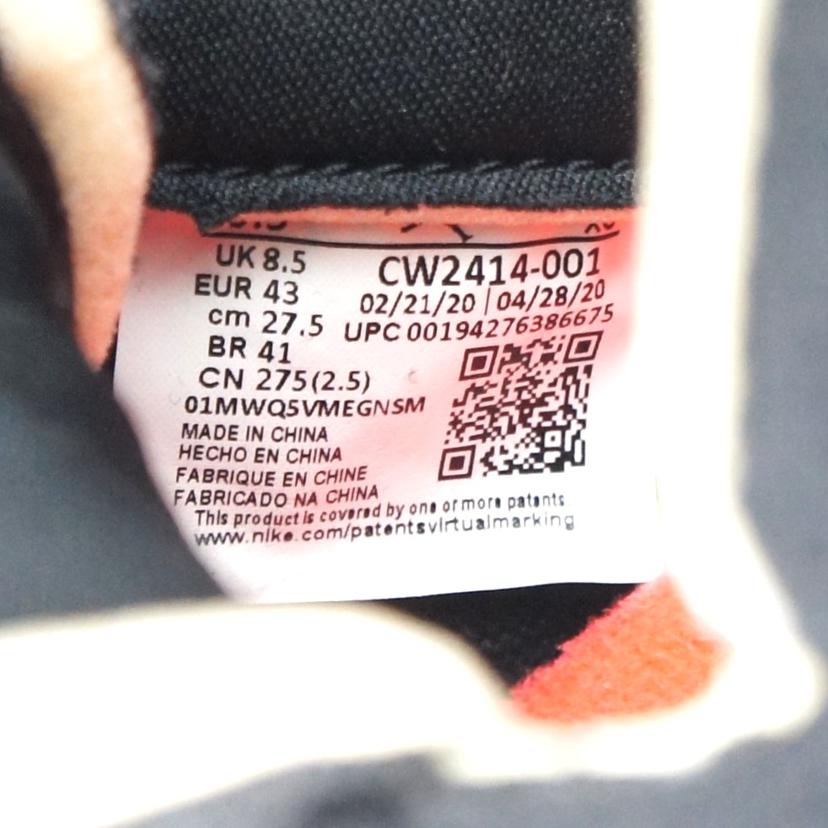 UK 8.5
EUR 43
cm 27.5
BR 41
CN 275(2.5)
CW2414-001
02/21/20 | 04/28/20
UPC 00194276386675
01MWQ5VMEGNSM
MADE IN CHINA
HECHO EN CHINA
FABRIQUE EN CHINE
FABRICADO NA CHINA
This product is covered by one or more patents
www.nike.com/patentsvirtualmarking